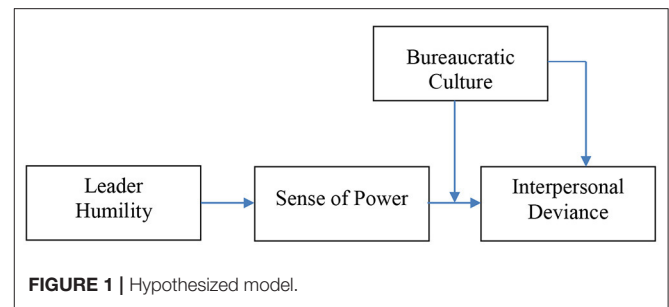 Bureaucratic
Culture
Leader
Humility
Sense of Power
Interpersonal
Deviance
FIGURE 1 | Hypothesized model.